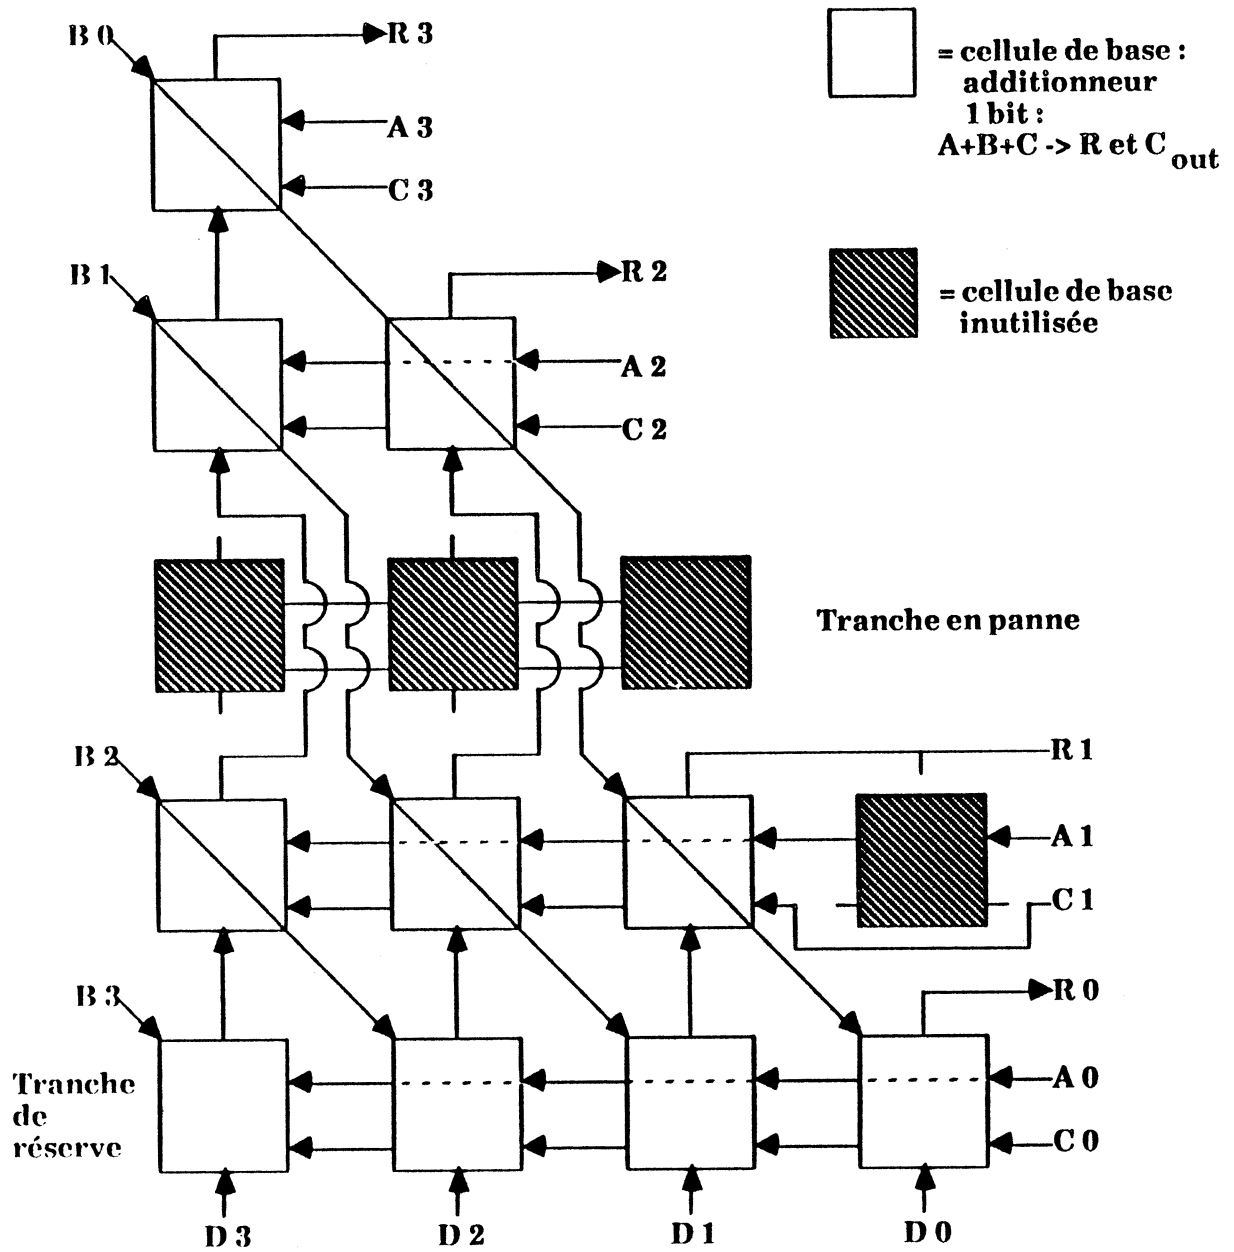 B 0
R 3
= cellule de base :
additionneur
1 bit :
A+B+C -> R et C out
A 3
C 3
B 1
R 2
= cellule de base
inutilisée
A 2
C 2
Tranche en panne
B 2
R 1
A 1
C 1
B 3
R 0
Tranche
de
réserve
A 0
C 0
D 3
D 2
D 1
D 0